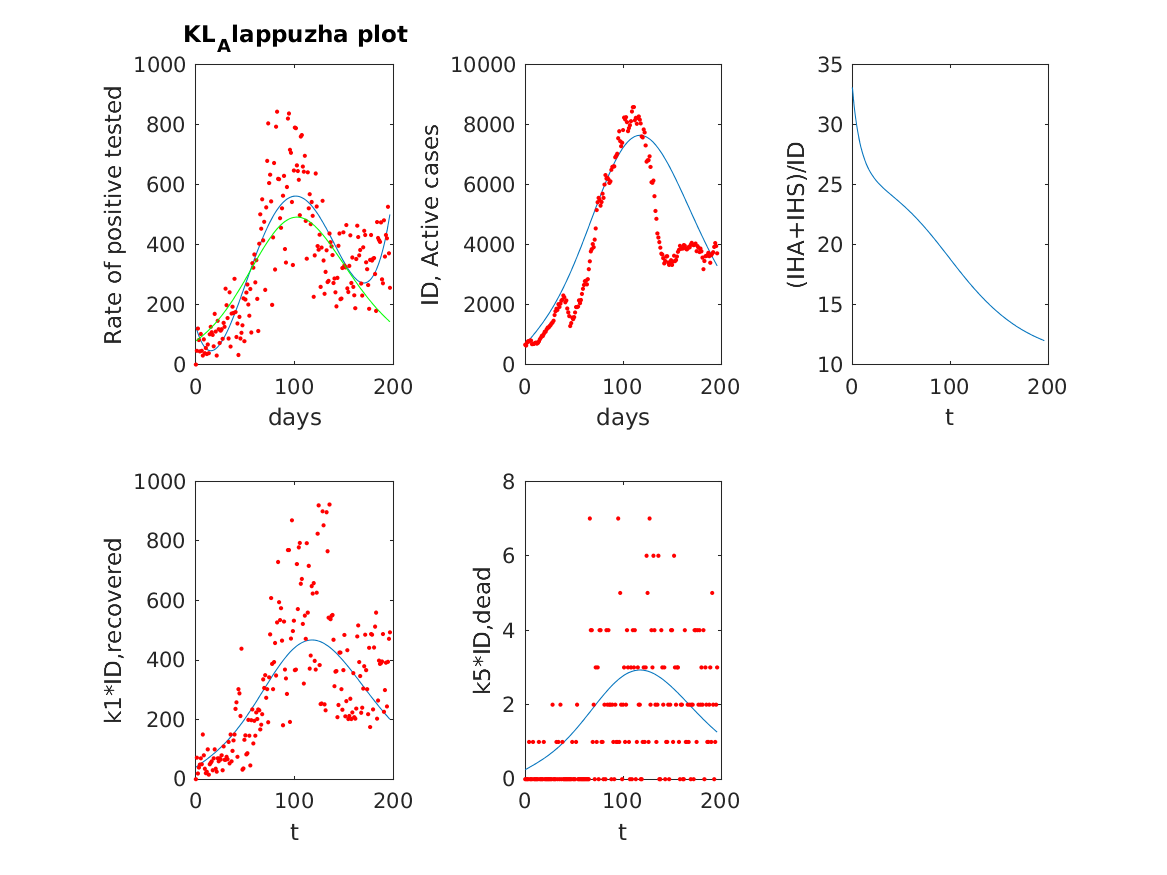 KL_Alappuzha plot
Rate of positive tested
1000
800
600
400
200
0
0 100 200
days
ID, Active cases
10000
8000
6000
4000
2000
0
0 100 200
days
(IHA+IHS)/ID
35
30
25
20
15
10
0 100 200
t
k1*ID,recovered
1000
800
600
400
200
0
0 100 200
t
k5*ID,dead
8
6
4
2
0
0 100 200
t